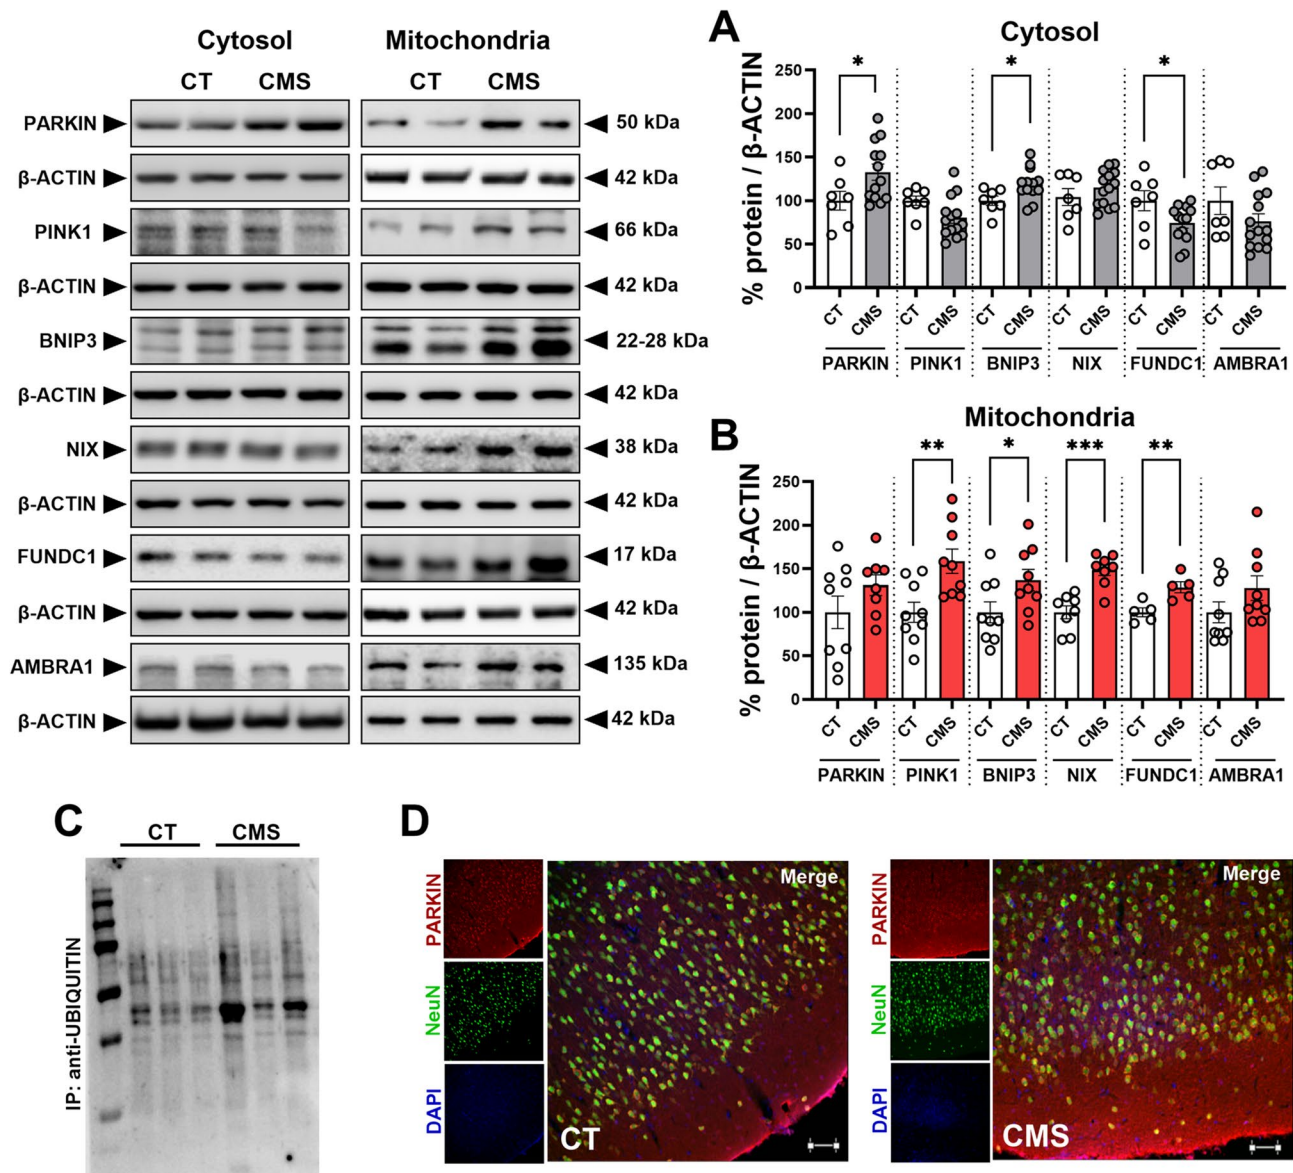 Cytosol
Mitochondria
CT CMS
CT CMS
PARKIN
50 kDa
β-ACTIN
42 kDa
PINK1
66 kDa
β-ACTIN
42 kDa
BNIP3
22-28 kDa
β-ACTIN
42 kDa
NIX
38 kDa
β-ACTIN
42 kDa
FUNDC1
17 kDa
β-ACTIN
42 kDa
AMBRA1
135 kDa
β-ACTIN
42 kDa
A
Cytosol
% protein / β-ACTIN
250
200
150
100
50
0
* * *
CT CMS CT CMS CT CMS CT CMS CT CMS CT CMS
PARKIN PINK1 BNIP3 NIX FUNDC1 AMBRA1
B
Mitochondria
% protein / β-ACTIN
250
200
150
100
50
0
** * *** **
CT CMS CT CMS CT CMS CT CMS CT CMS CT CMS
PARKIN PINK1 BNIP3 NIX FUNDC1 AMBRA1
C
CT CMS
IP: anti-UBIQUITIN
D
PARKIN
NeuN
DAPI
Merge
CT
PARKIN
NeuN
DAPI
Merge
CMS